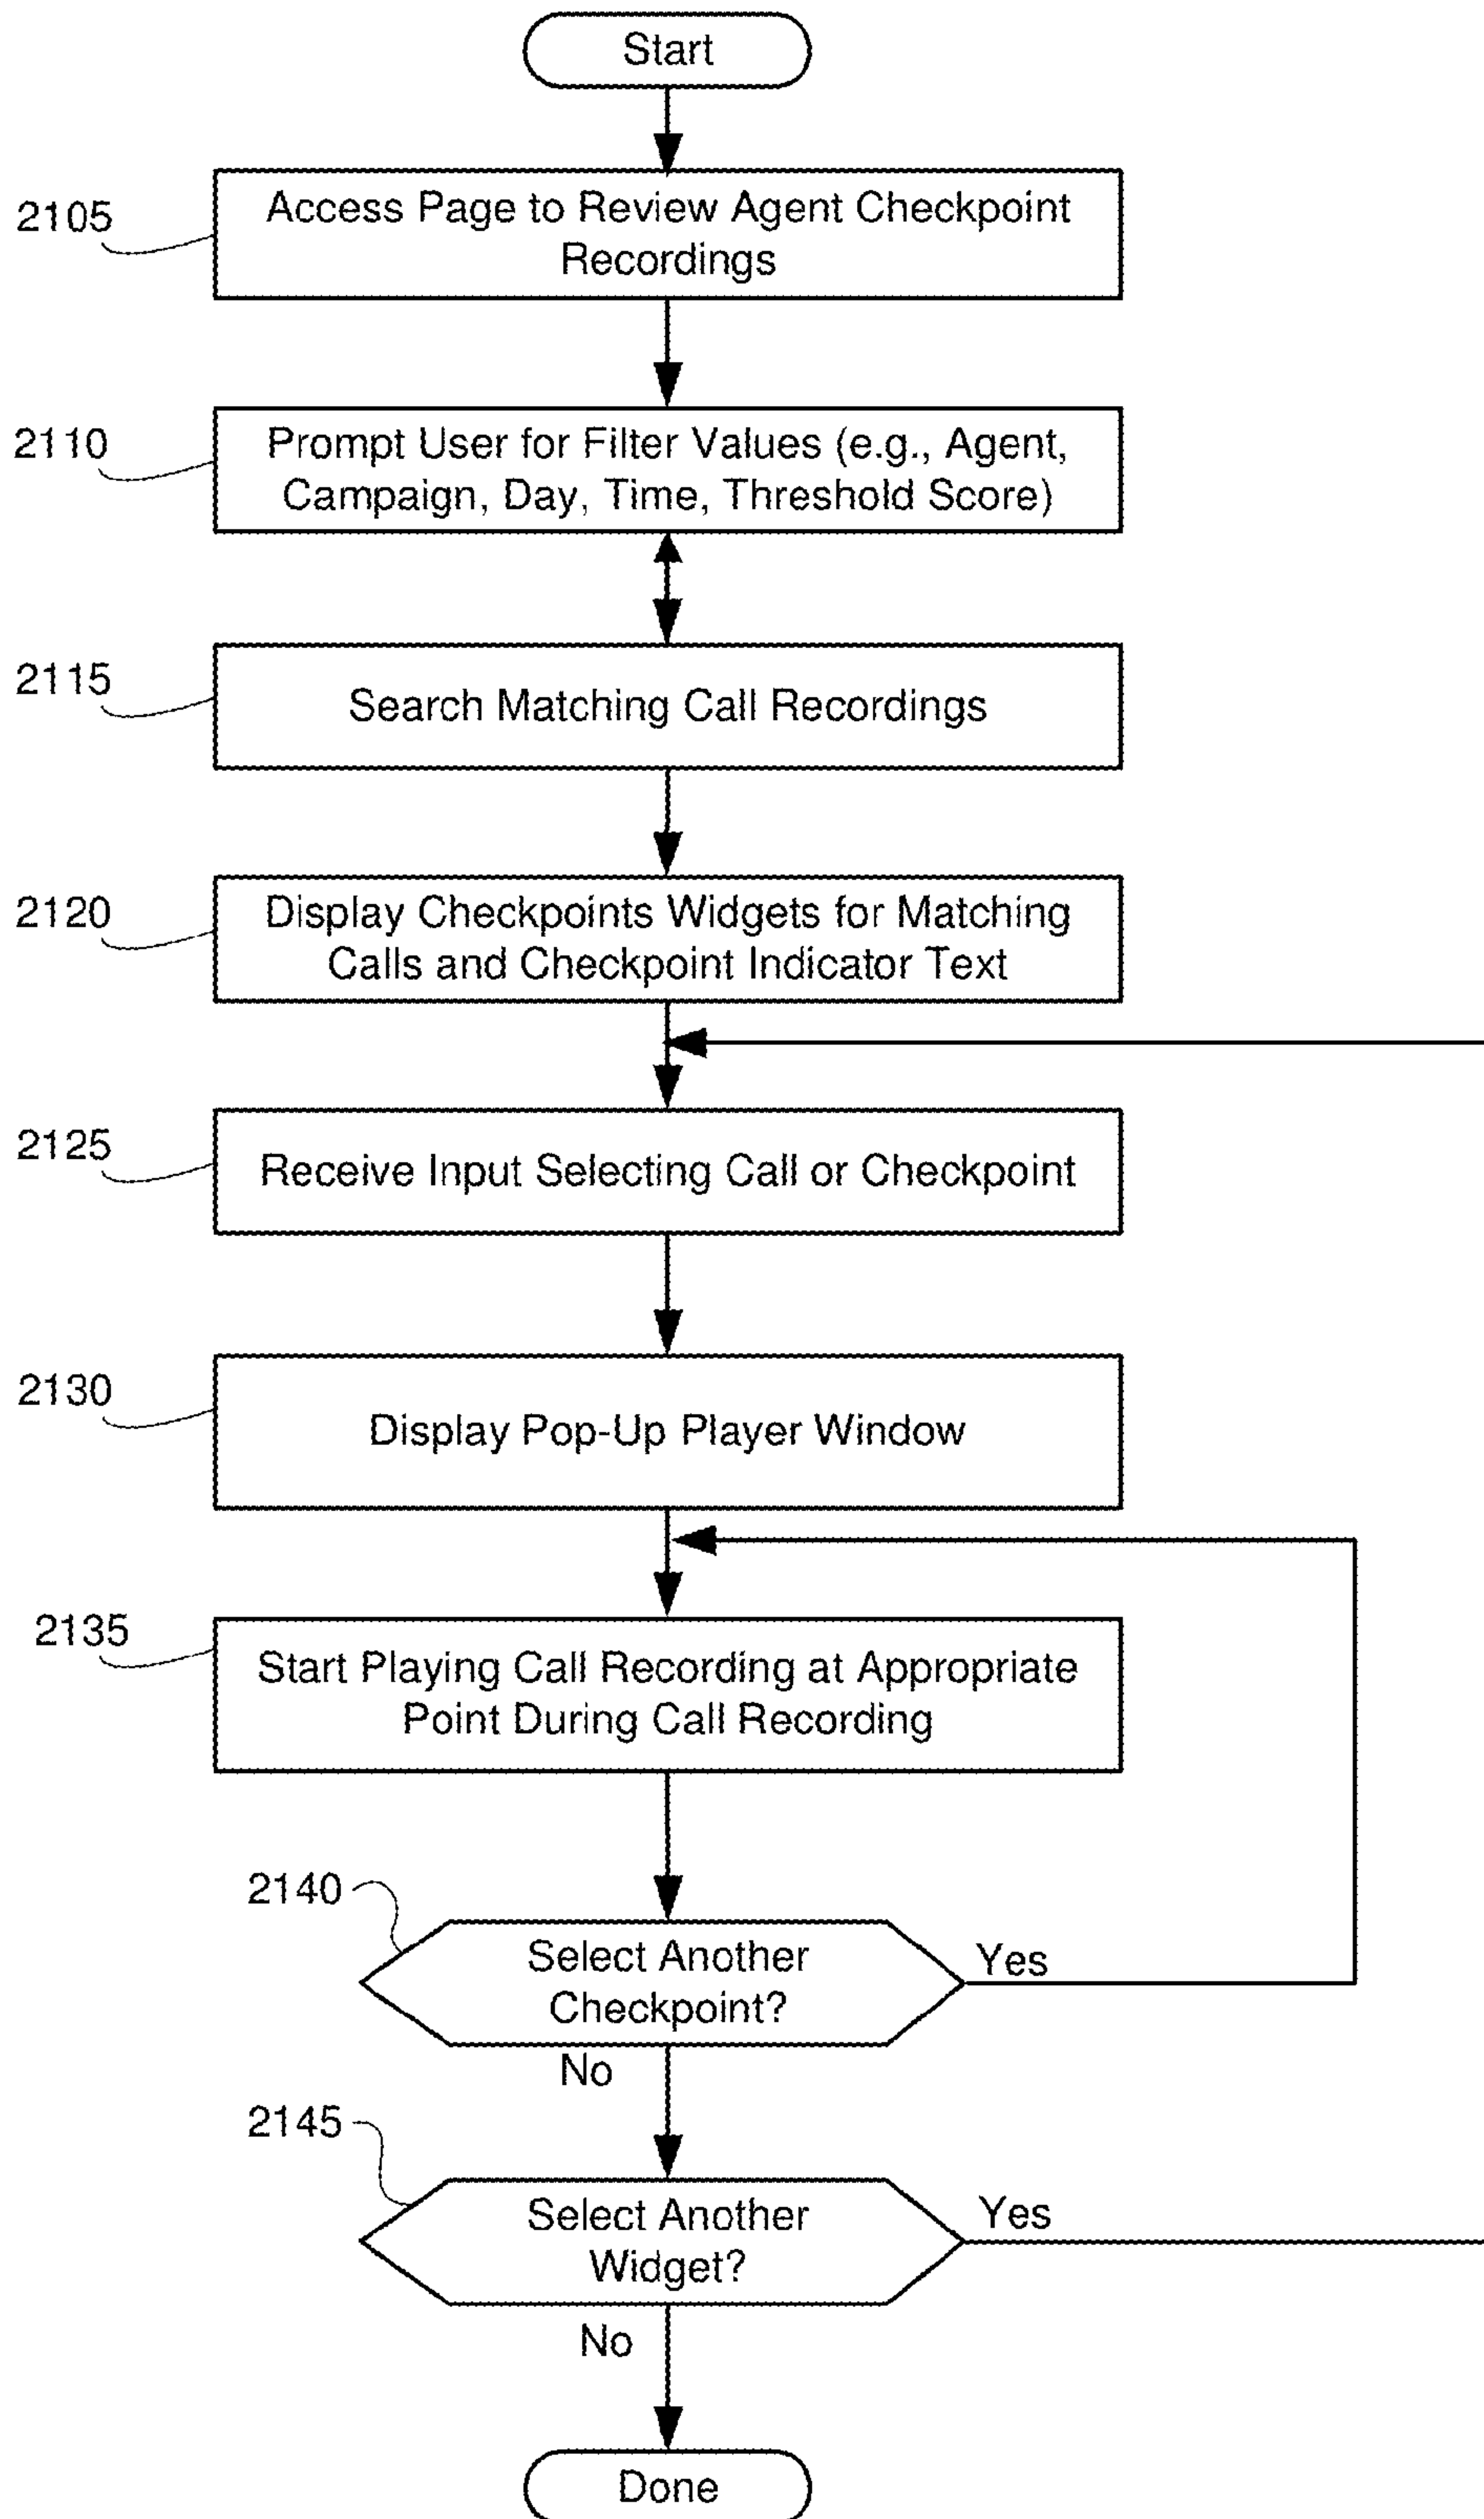 Start
2105
Access Page to Review Agent Checkpoint
Recordings
2110
Prompt User for Filter Values (e.g., Agent,
Campaign, Day, Time, Threshold Score)
2115
Search Matching Call Recordings
2120
Display Checkpoints Widgets for Matching
Calls and Checkpoint Indicator Text
2125
Receive Input Selecting Call or Checkpoint
2130
Display Pop-Up Player Window
2135
Start Playing Call Recording at Appropriate
Point During Call Recording
2140
Select Another
Checkpoint?
Yes
No
2145
Select Another
Widget?
Yes
No
Done